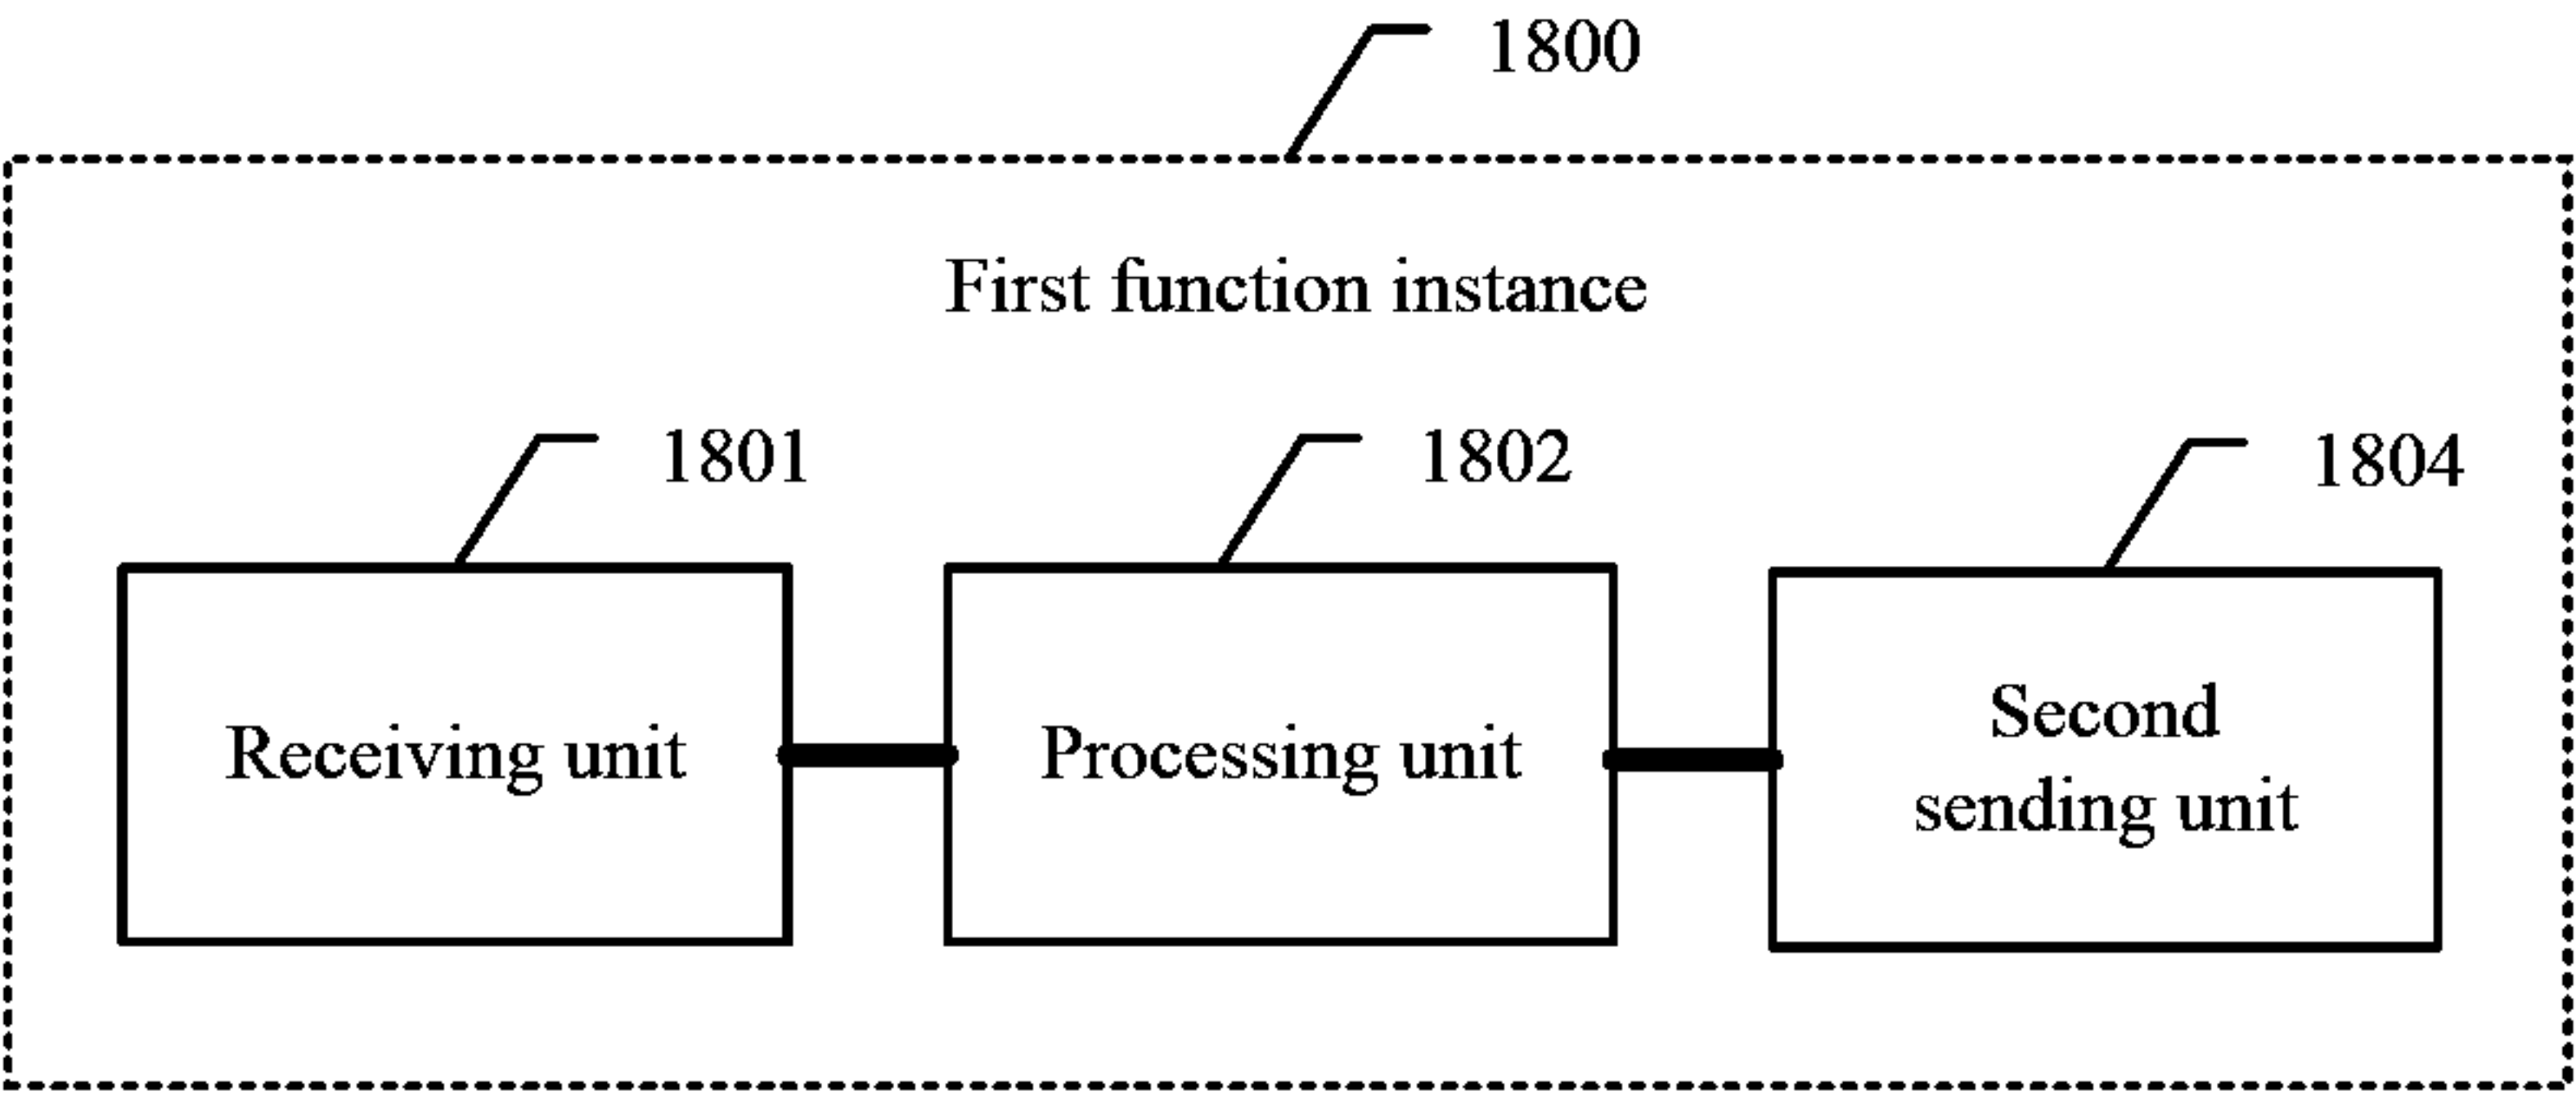 1800
First function instance
1801
1802
1804
Receiving unit
Processing unit
Second
sending unit